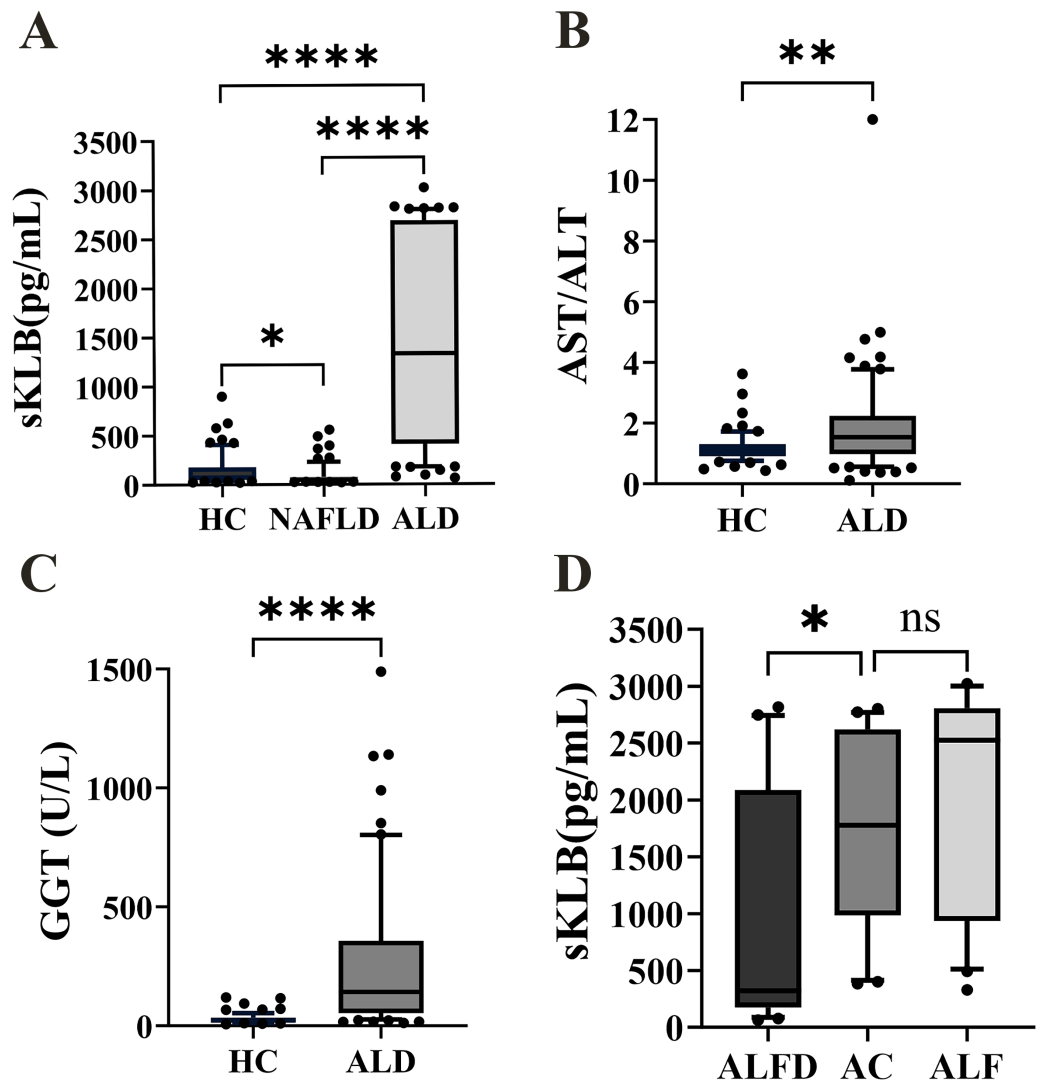 A
****
****
*
3500
3000
2500
2000
1500
1000
500
0
sKLB(pg/mL)
HC NAFLD ALD
B
**
12
10
8
6
4
2
0
AST/ALT
HC ALD
C
****
1500
1000
500
0
GGT (U/L)
HC ALD
D
* ns
3500
3000
2500
2000
1500
1000
500
0
sKLB(pg/mL)
ALFD AC ALF